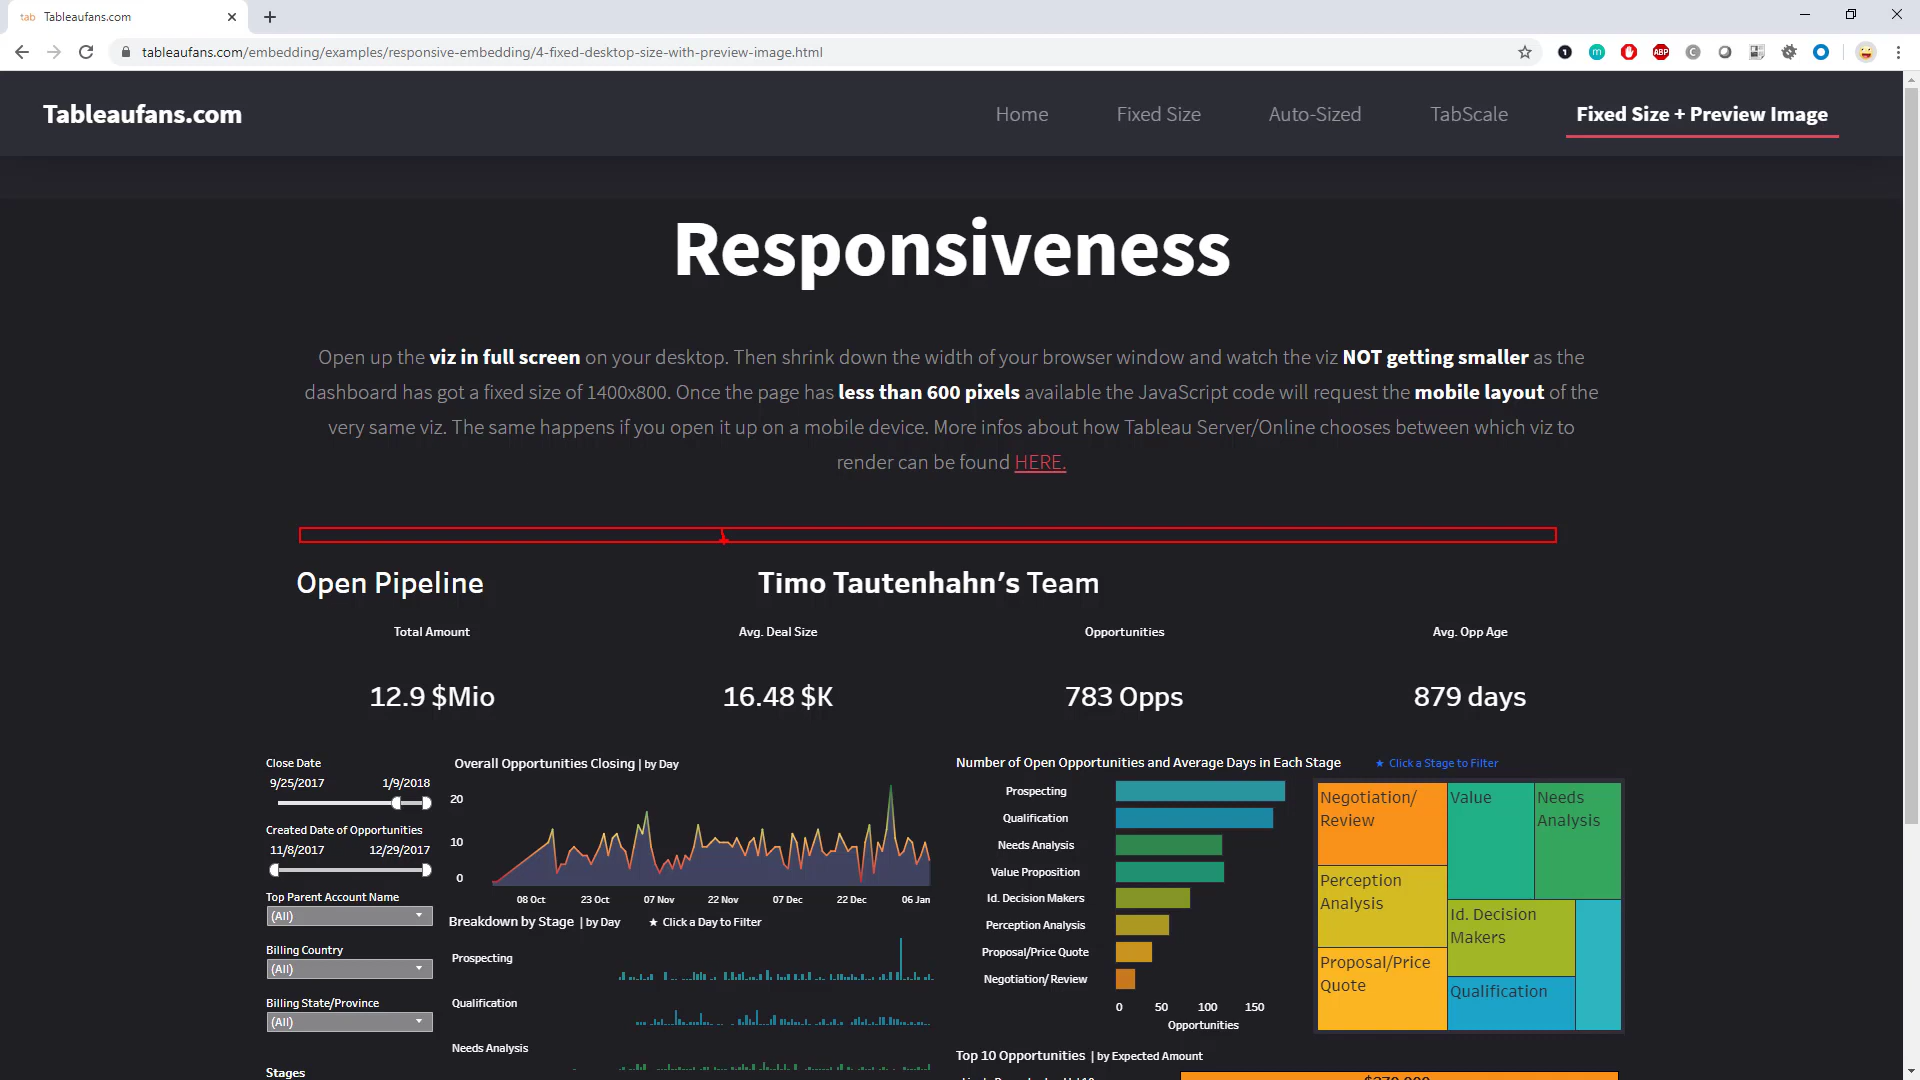 Tableaufans.com
tableaufans.com/embedding/examples/responsive-embedding/4-fixed-desktop-size-with-preview-image.html
Tableaufans.com
Home
Fixed Size
Auto-Sized
TabScale
Fixed Size + Preview Image
Responsiveness
Open up the viz in full screen on your desktop. Then shrink down the width of your browser window and watch the viz NOT getting smaller as the
dashboard has got a fixed size of 1400x800. Once the page has less than 600 pixels available the JavaScript code will request the mobile layout of the
very same viz. The same happens if you open it up on a mobile device. More infos about how Tableau Server/Online chooses between which viz to
render can be found HERE.
Open Pipeline
Timo Tautenhahn's Team
Total Amount
Avg. Deal Size
Opportunities
Avg. Opp Age
12.9 $Mio
16.48 $K
783 Opps
879 days
Close Date
9/25/2017 1/9/2018
Created Date of Opportunities
11/8/2017 12/29/2017
Top Parent Account Name
(All)
Billing Country
(All)
Billing State/Province
(All)
Stages
Overall Opportunities Closing | by Day
20
10
0
08 Oct 23 Oct 07 Nov 22 Nov 07 Dec 22 Dec 06 Jan
Breakdown by Stage | by Day ★ Click a Day to Filter
Prospecting
Qualification
Needs Analysis
Number of Open Opportunities and Average Days in Each Stage
★ Click a Stage to Filter
Prospecting
Qualification
Needs Analysis
Value Proposition
Id. Decision Makers
Perception Analysis
Proposal/Price Quote
Negotiation/ Review
0 50 100 150
Opportunities
Negotiation/
Review
Value
Needs
Analysis
Perception
Analysis
Id. Decision
Makers
Proposal/Price
Quote
Qualification
Top 10 Opportunities | by Expected Amount